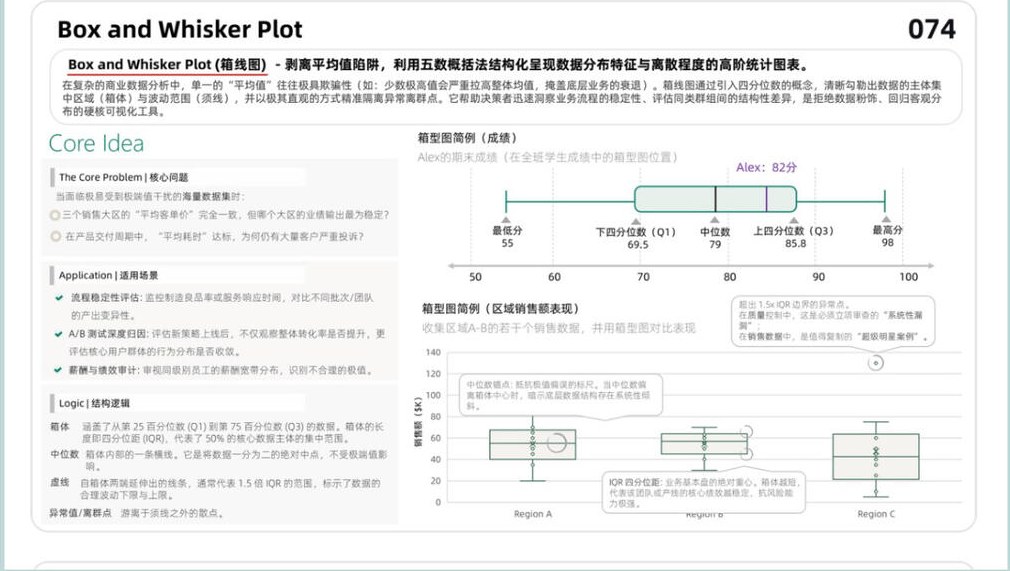 Box and Whisker Plot
074
Box and Whisker Plot (箱线图) - 剥离平均值陷阱，利用五数概括法结构化呈现数据分布特征与离散程度的高阶统计图表。
在复杂的商业数据分析中，单一的“平均值”往往极具欺骗性（如：少数极高值会严重拉高整体均值，掩盖底层业务的衰退）。箱线图通过引入四分位数的概念，清晰勾勒出数据的主体集
中区域（箱体）与波动范围（须线），并以极其直观的方式精准隔离异常离群点。它帮助决策者迅速洞察业务流程的稳定性、评估同类群组间的结构性差异，是拒绝数据粉饰、回归客观分
布的硬核可视化工具。
Core Idea
The Core Problem | 核心问题
当面临极易受到极端值干扰的海量数据集时：
三个销售大区的“平均客单价”完全一致，但哪个大区的业绩输出最为稳定？
在产品交付周期中，“平均耗时”达标，为何仍有大量客户严重投诉？
Application | 适用场景
流程稳定性评估: 监控制造良品率或服务响应时间，对比不同批次/团队
的产出变异性。
A/B 测试深度归因: 评估新策略上线后，不仅观察整体转化率是否提升，更
评估核心用户群体的行为分布是否收敛。
薪酬与绩效审计: 审视同级别员工的薪酬宽带分布，识别不合理的极值。
Logic | 结构逻辑
箱体 涵盖了从第 25 百分位数 (Q1) 到第 75 百分位数 (Q3) 的数据。箱体的长
度即四分位距 (IQR)，代表了 50% 的核心数据主体的集中范围。
中位数 箱体内部的一条横线。它是将数据一分为二的绝对中点，不受极端值影
响。
虚线 自箱体两端延伸出的线条，通常代表 1.5 倍 IQR 的范围，标示了数据的
合理波动下限与上限。
异常值/离群点 游离于须线之外的散点。
箱型图简例（成绩）
Alex的期末成绩（在全班学生成绩中的箱型图位置）
Alex：82分
最低分
55
下四分位数（Q1）
69.5
中位数
79
上四分位数（Q3）
85.8
最高分
98
50 60 70 80 90 100
箱型图简例（区域销售额表现）
收集区域A-B的若干个销售数据，并用箱型图对比表现
超出 1.5x IQR 边界的异常点。
在质量控制中，这是必须立项审查的“系统性漏
洞”；
在销售数据中，是值得复制的“超级明星案例”。
中位数锚点: 抵抗极值偏误的标尺。当中位数偏
离箱体中心时，暗示底层数据结构存在系统性倾
斜。
IQR 四分位距: 业务基本盘的绝对重心。箱体越短，
代表该团队或产线的核心绩效越稳定，抗风险能
力极强。
销售额 ($K)
140
120
100
80
60
40
20
0
Region A
Region B
Region C